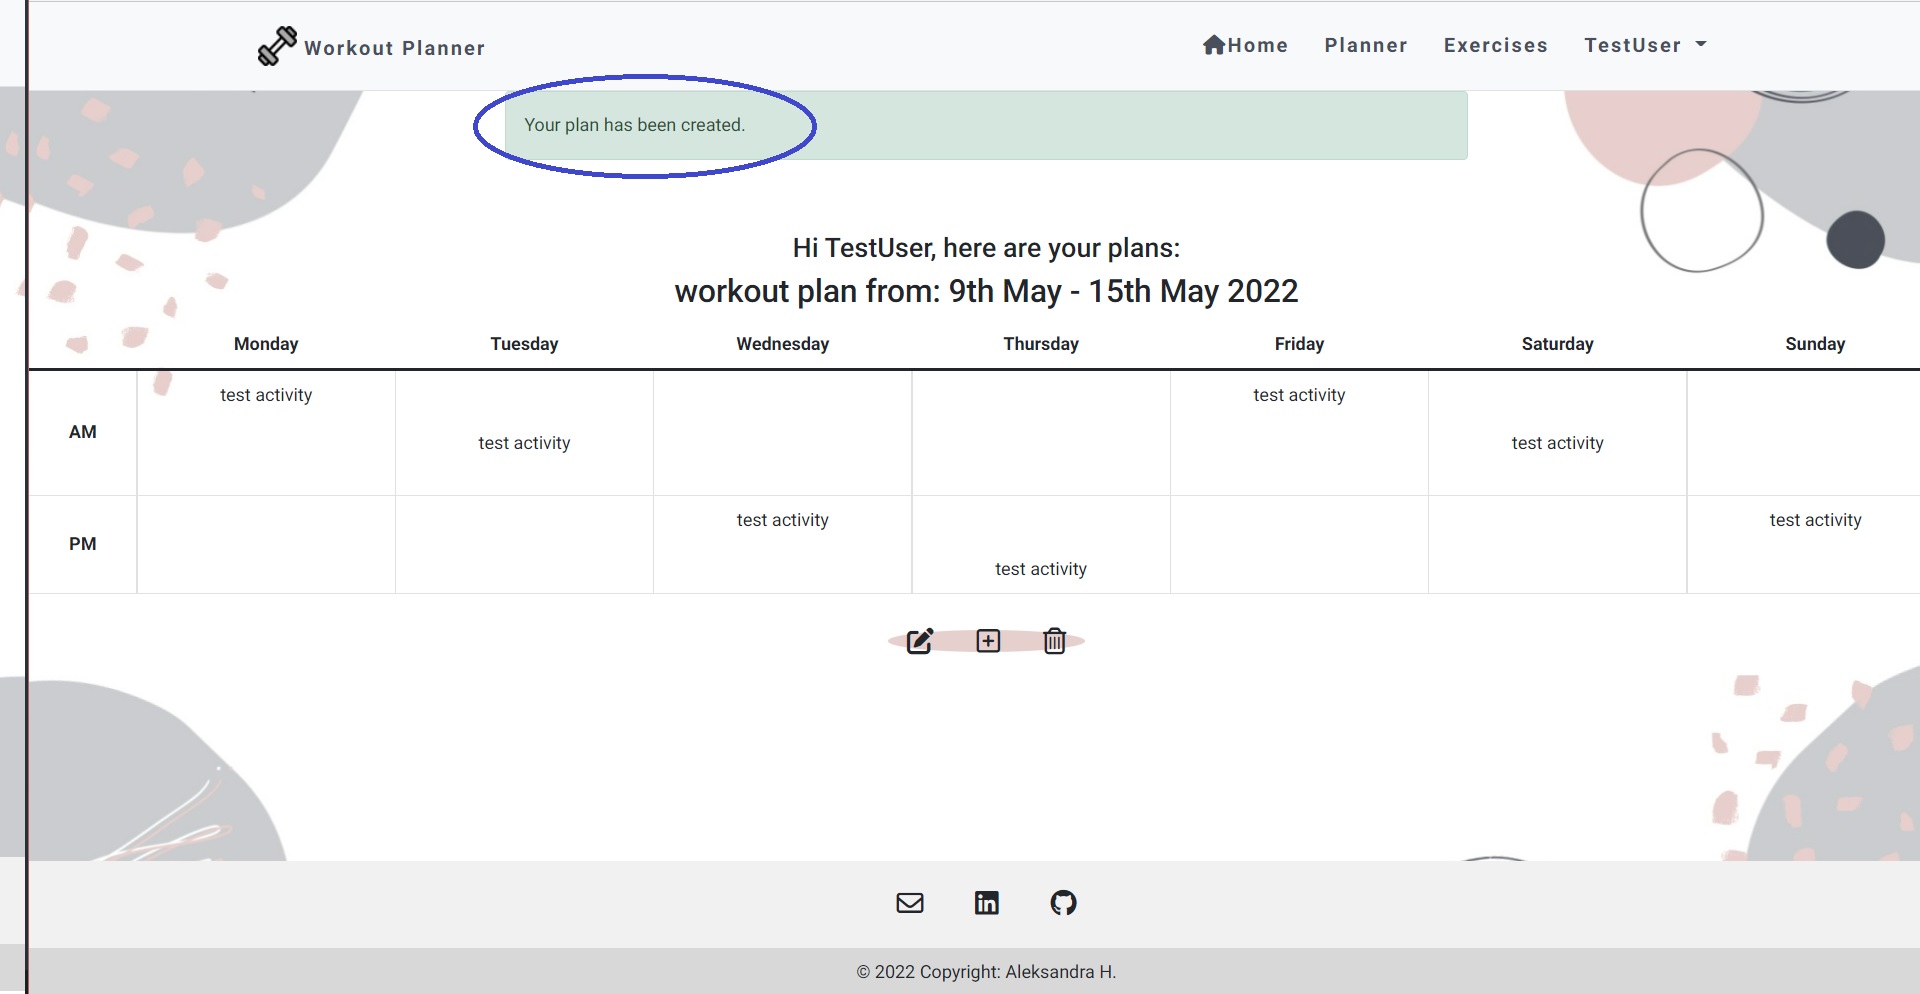 Workout Planner
Home Planner Exercises TestUser
Your plan has been created.
Hi TestUser, here are your plans:
workout plan from: 9th May - 15th May 2022
Monday Tuesday Wednesday Thursday Friday Saturday Sunday
AM
test activity test activity
test activity test activity
PM
test activity test activity
test activity
© 2022 Copyright: Aleksandra H.